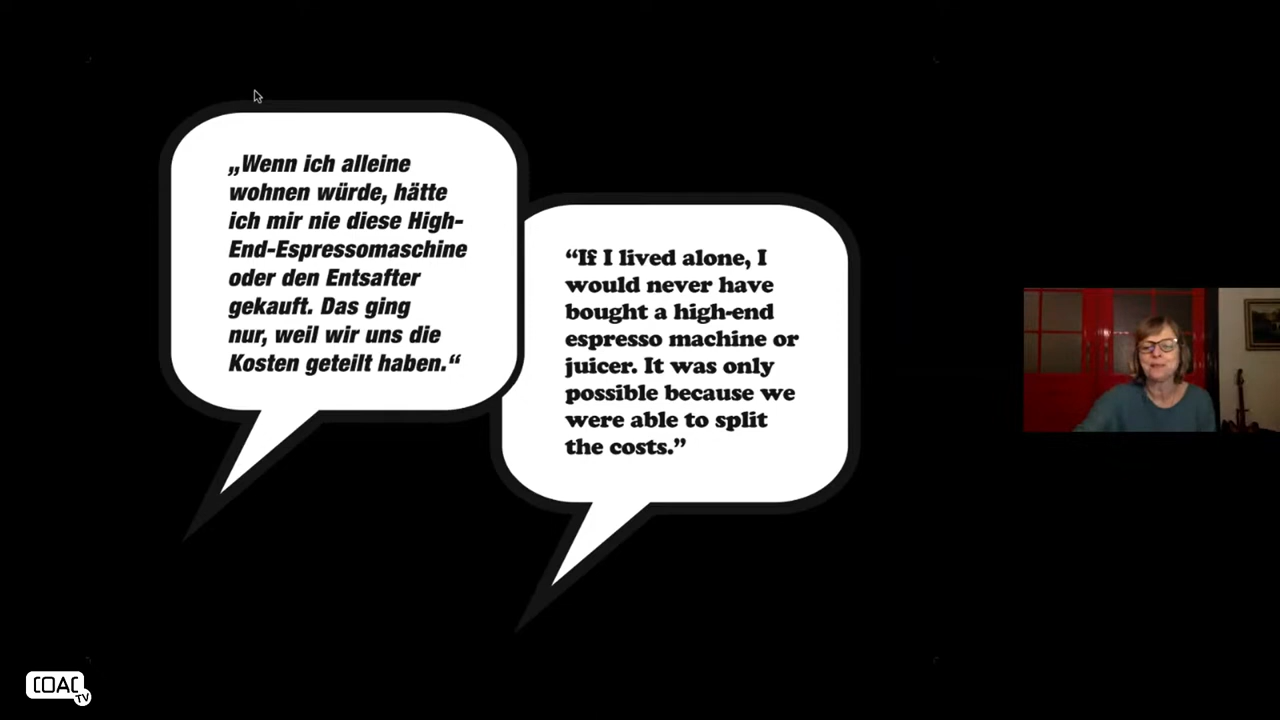 „Wenn ich alleine
wohnen würde, hätte
ich mir nie diese High-
End-Espressomaschine
oder den Entsafter
gekauft. Das ging
nur, weil wir uns die
Kosten geteilt haben.“
“If I lived alone, I
would never have
bought a high-end
espresso machine or
juicer. It was only
possible because we
were able to split
the costs.”
COAC
TV